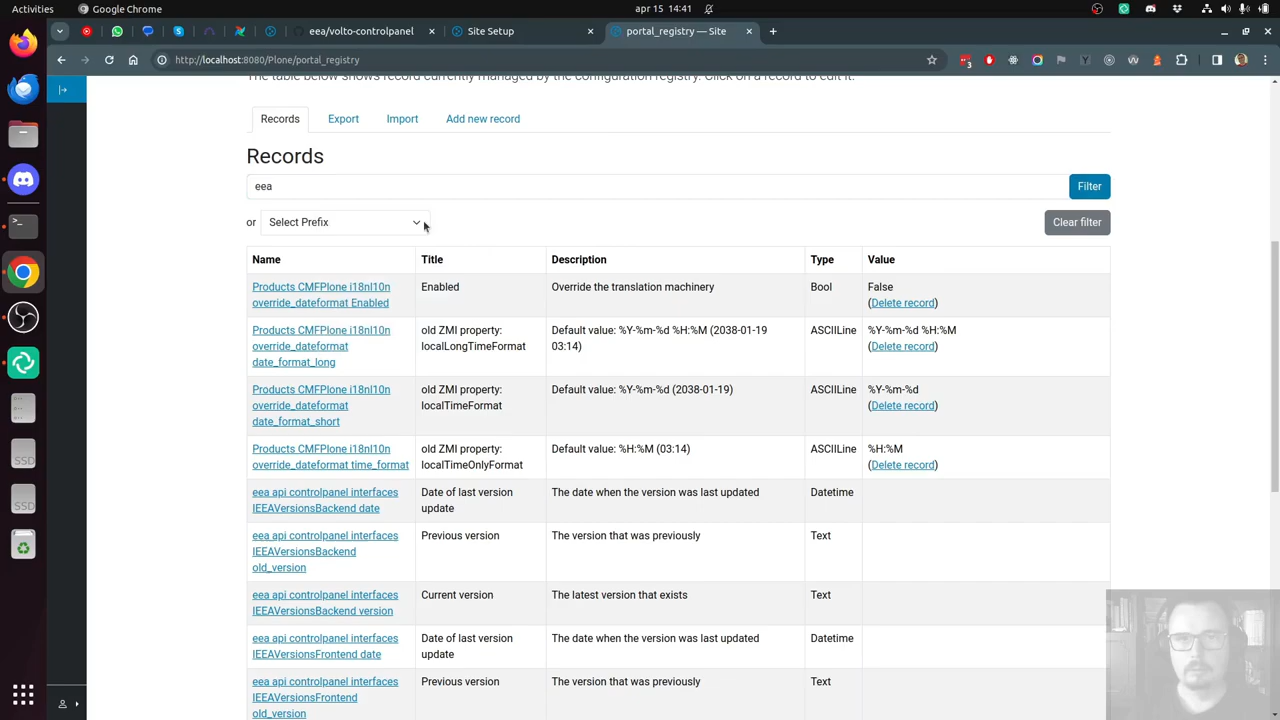 Activities
Google Chrome
apr 15 14:41
eea/volto-controlpanel
Site Setup
portal_registry — Site
http://localhost:8080/Plone/portal_registry
The table below shows record currently managed by the configuration registry. Click on a record to edit it.
Records
Export
Import
Add new record
Records
eea
Filter
or
Select Prefix
Clear filter
Name
Title
Description
Type
Value
Products CMFPlone i18nl10n
override_dateformat Enabled
Enabled
Override the translation machinery
Bool
False
(Delete record)
Products CMFPlone i18nl10n
override_dateformat
date_format_long
old ZMI property:
localLongTimeFormat
Default value: %Y-%m-%d %H:%M (2038-01-19
03:14)
ASCIILine
%Y-%m-%d %H:%M
(Delete record)
Products CMFPlone i18nl10n
override_dateformat
date_format_short
old ZMI property:
localTimeFormat
Default value: %Y-%m-%d (2038-01-19)
ASCIILine
%Y-%m-%d
(Delete record)
Products CMFPlone i18nl10n
override_dateformat time_format
old ZMI property:
localTimeOnlyFormat
Default value: %H:%M (03:14)
ASCIILine
%H:%M
(Delete record)
eea api controlpanel interfaces
IEEAVersionsBackend date
Date of last version
update
The date when the version was last updated
Datetime
eea api controlpanel interfaces
IEEAVersionsBackend
old_version
Previous version
The version that was previously
Text
eea api controlpanel interfaces
IEEAVersionsBackend version
Current version
The latest version that exists
Text
eea api controlpanel interfaces
IEEAVersionsFrontend date
Date of last version
update
The date when the version was last updated
Datetime
eea api controlpanel interfaces
IEEAVersionsFrontend
old_version
Previous version
The version that was previously
Text
SSD
SSD